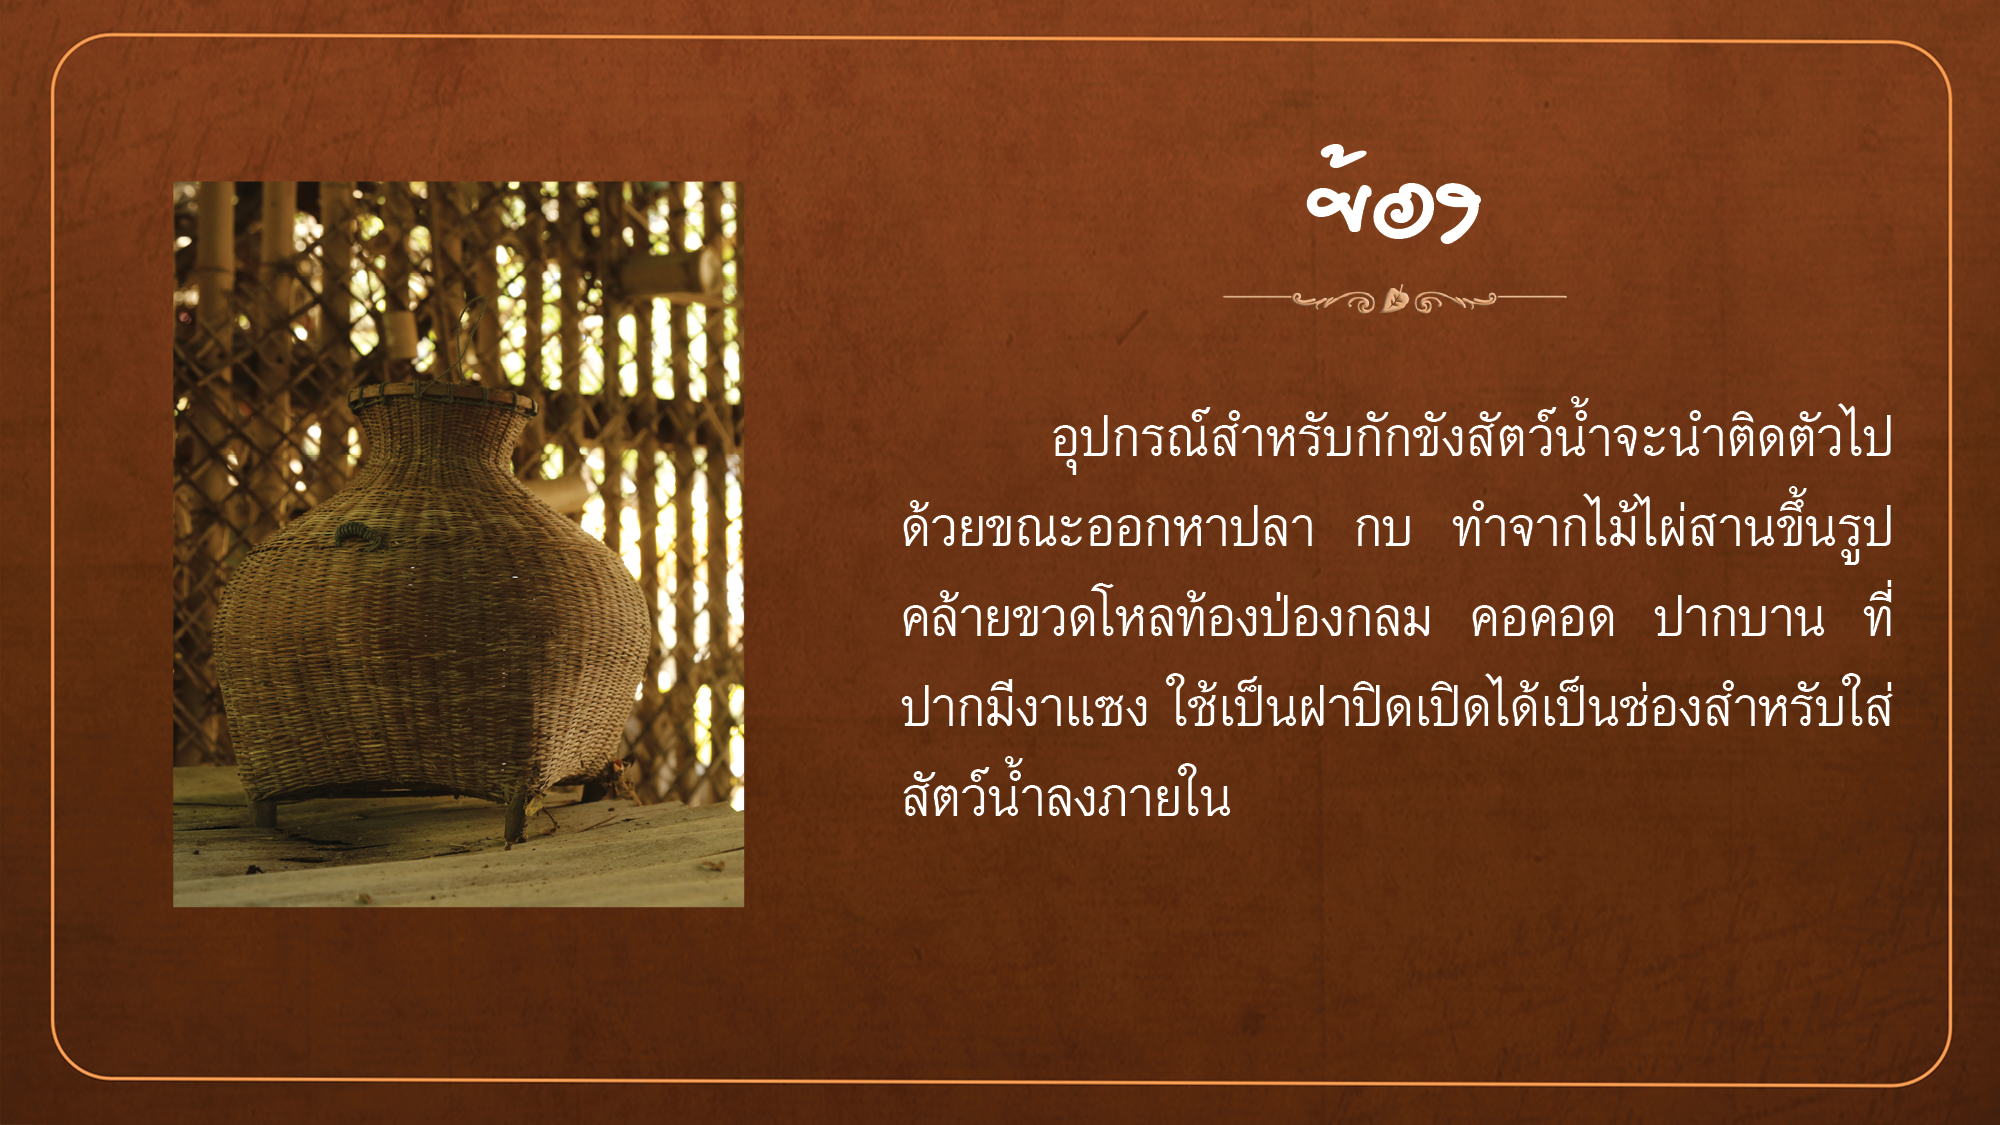 ข้อง
อุปกรณ์สำหรับกักขังสัตว์น้ำจะนำติดตัวไป
ด้วยขณะออกหาปลา กบ ทำจากไม้ไผ่สานขึ้นรูป
คล้ายขวดโหลท้องป่องกลม คอคอด ปากบาน ที่
ปากมีงาแซง ใช้เป็นฝาปิดเปิดได้เป็นช่องสำหรับใส่
สัตว์น้ำลงภายใน